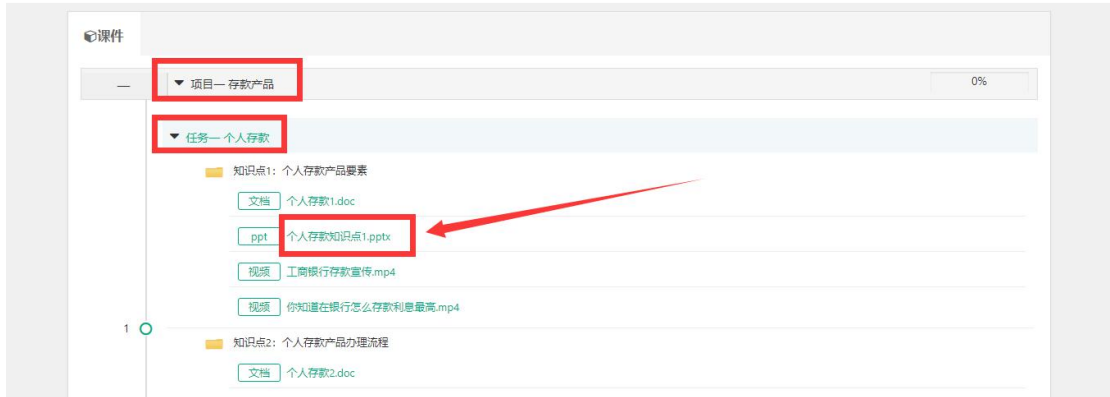 课件
— 项目一 存款产品 0%
任务一 个人存款
知识点1：个人存款产品要素
文档 个人存款1.doc
ppt 个人存款知识点1.pptx
视频 工商银行存款宣传.mp4
视频 你知道在银行怎么存款利息最高.mp4
1
知识点2：个人存款产品办理流程
文档 个人存款2.doc